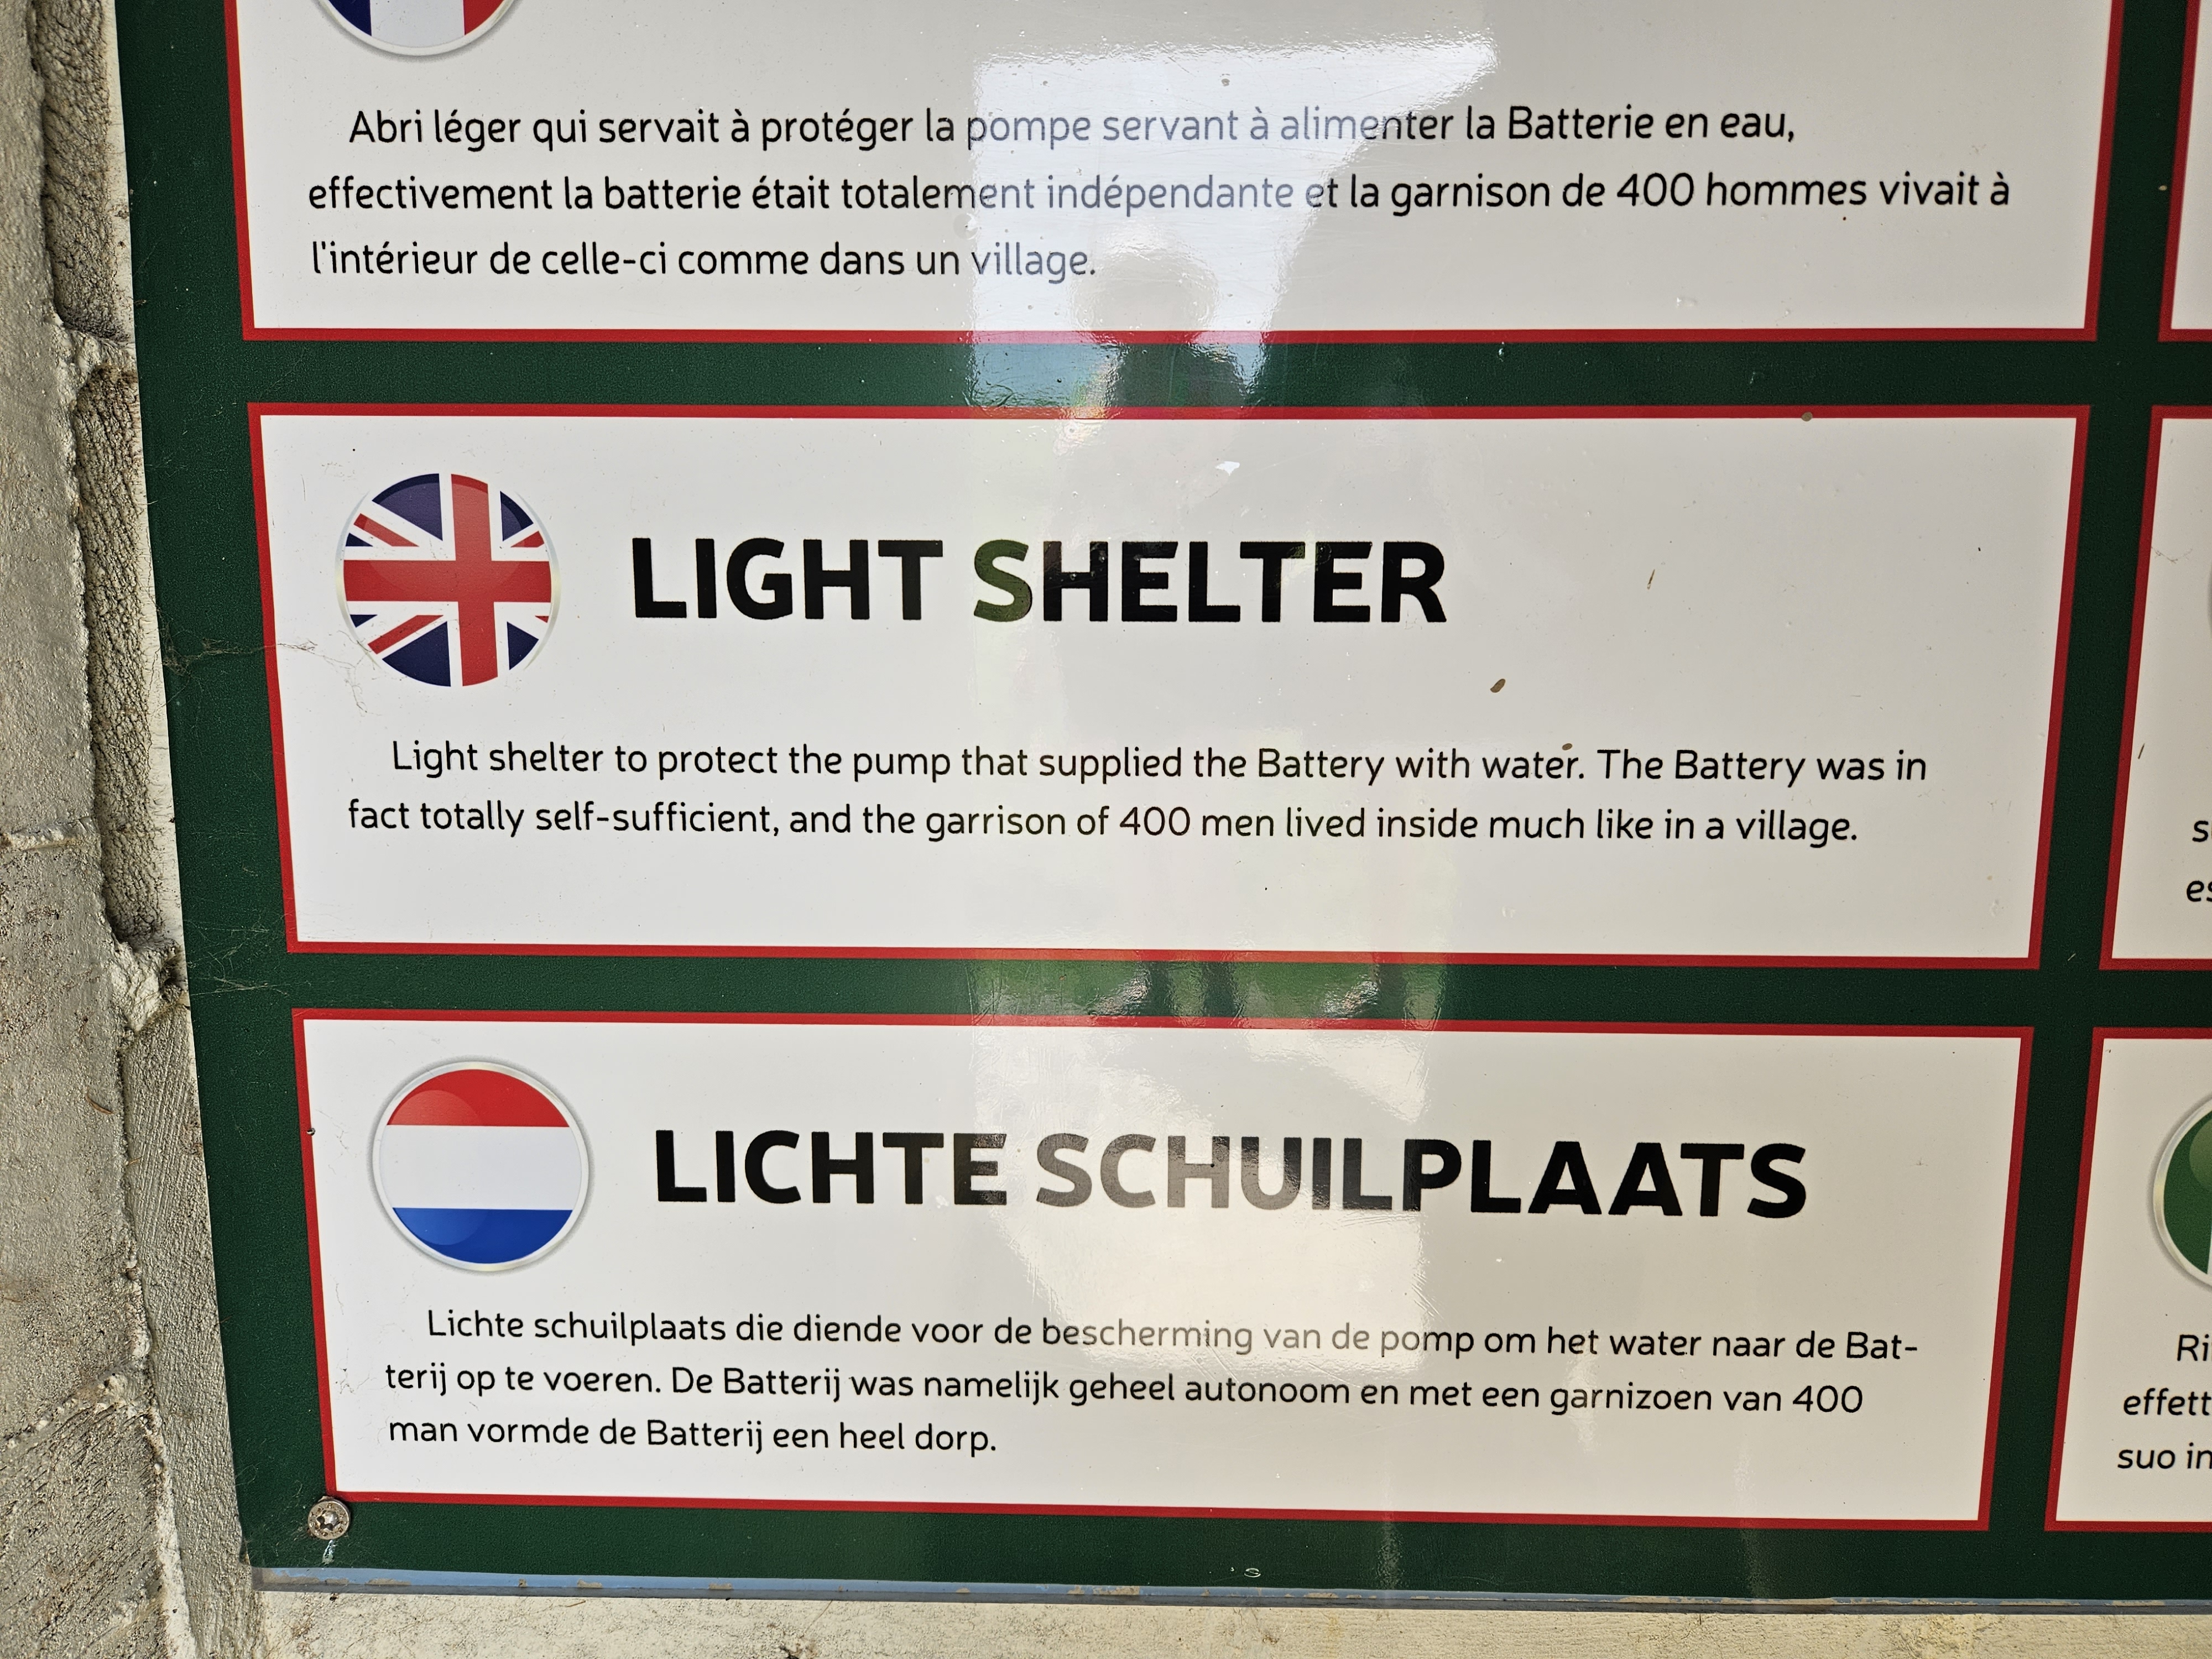 Abri léger qui servait à protéger la pompe servant à alimenter la Batterie en eau,
effectivement la batterie était totalement indépendante et la garnison de 400 hommes vivait à
l'intérieur de celle-ci comme dans un village.
LIGHT SHELTER
Light shelter to protect the pump that supplied the Battery with water. The Battery was in
fact totally self-sufficient, and the garrison of 400 men lived inside much like in a village.
LICHTE SCHUILPLAATS
Lichte schuilplaats die diende voor de bescherming van de pomp om het water naar de Bat-
terij op te voeren. De Batterij was namelijk geheel autonoom en met een garnizoen van 400
man vormde de Batterij een heel dorp.
suo